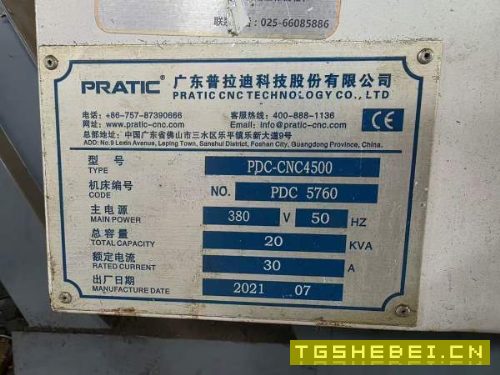 025-66085886
PRATIC® 广东普拉迪科技股份有限公司
PRATIC CNC TECHNOLOGY CO., LTD
电话: +86-757-87390666 客服热线: 400-888-1136
网址: www.pratic-cnc.com Email: info@pratic-cnc.com
总部地址: 中国广东省佛山市三水区乐平镇乐新大道9号
ADD: No.9 Lexin Avenue, Leping Town, Sanshui District, Foshan City, Guangdong Province, China.
CE
型号 PDC-CNC4500
TYPE
机床编号 NO. PDC 5760
CODE
主电源 380 V 50 HZ
MAIN POWER
总容量 20 KVA
TOTAL CAPACITY
额定电流 30 A
RATED CURRENT
出厂日期 2021 07
MANUFACTURE DATE
TGSHEBEI.CN